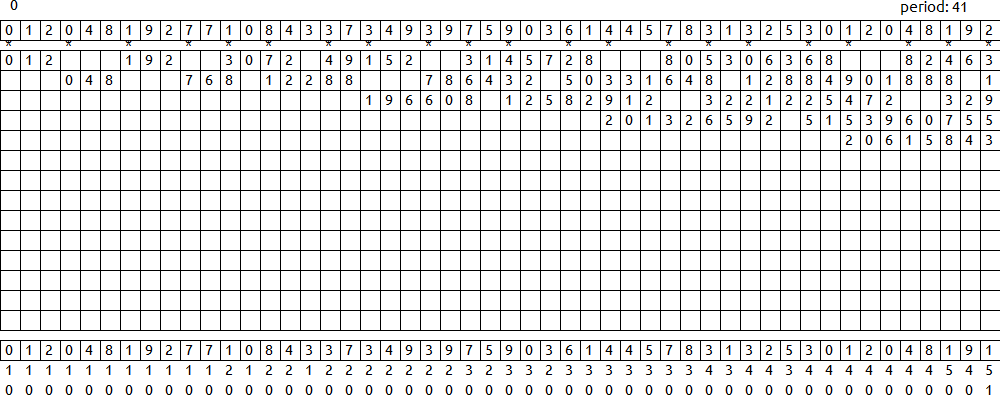 0
period: 41
0 1 2 0 4 8 1 9 2 7 7 1 0 8 4 3 3 7 3 4 9 3 9 7 5 9 0 3 6 1 4 4 5 7 8 3 1 3 2 5 3 0 1 2 0 4 8 1 9 2
* * * * * * * * * * * * * * * * * * * * *
0 1 2 1 9 2 3 0 7 2 4 9 1 5 2 3 1 4 5 7 2 8 8 0 5 3 0 6 3 6 8 8 2 4 6 3
0 4 8 7 6 8 1 2 2 8 8 7 8 6 4 3 2 5 0 3 3 1 6 4 8 1 2 8 8 4 9 0 1 8 8 8 1
1 9 6 6 0 8 1 2 5 8 2 9 1 2 3 2 2 1 2 2 5 4 7 2 3 2 9
2 0 1 3 2 6 5 9 2 5 1 5 3 9 6 0 7 5 5
2 0 6 1 5 8 4 3
0 1 2 0 4 8 1 9 2 7 7 1 0 8 4 3 3 7 3 4 9 3 9 7 5 9 0 3 6 1 4 4 5 7 8 3 1 3 2 5 3 0 1 2 0 4 8 1 9 1
1 1 1 1 1 1 1 1 1 1 1 2 1 2 2 1 2 2 2 2 2 2 2 3 2 3 3 2 3 3 3 3 3 3 3 4 3 4 4 3 4 4 4 4 4 4 4 5 4 5
0 0 0 0 0 0 0 0 0 0 0 0 0 0 0 0 0 0 0 0 0 0 0 0 0 0 0 0 0 0 0 0 0 0 0 0 0 0 0 0 0 0 0 0 0 0 0 0 0 1